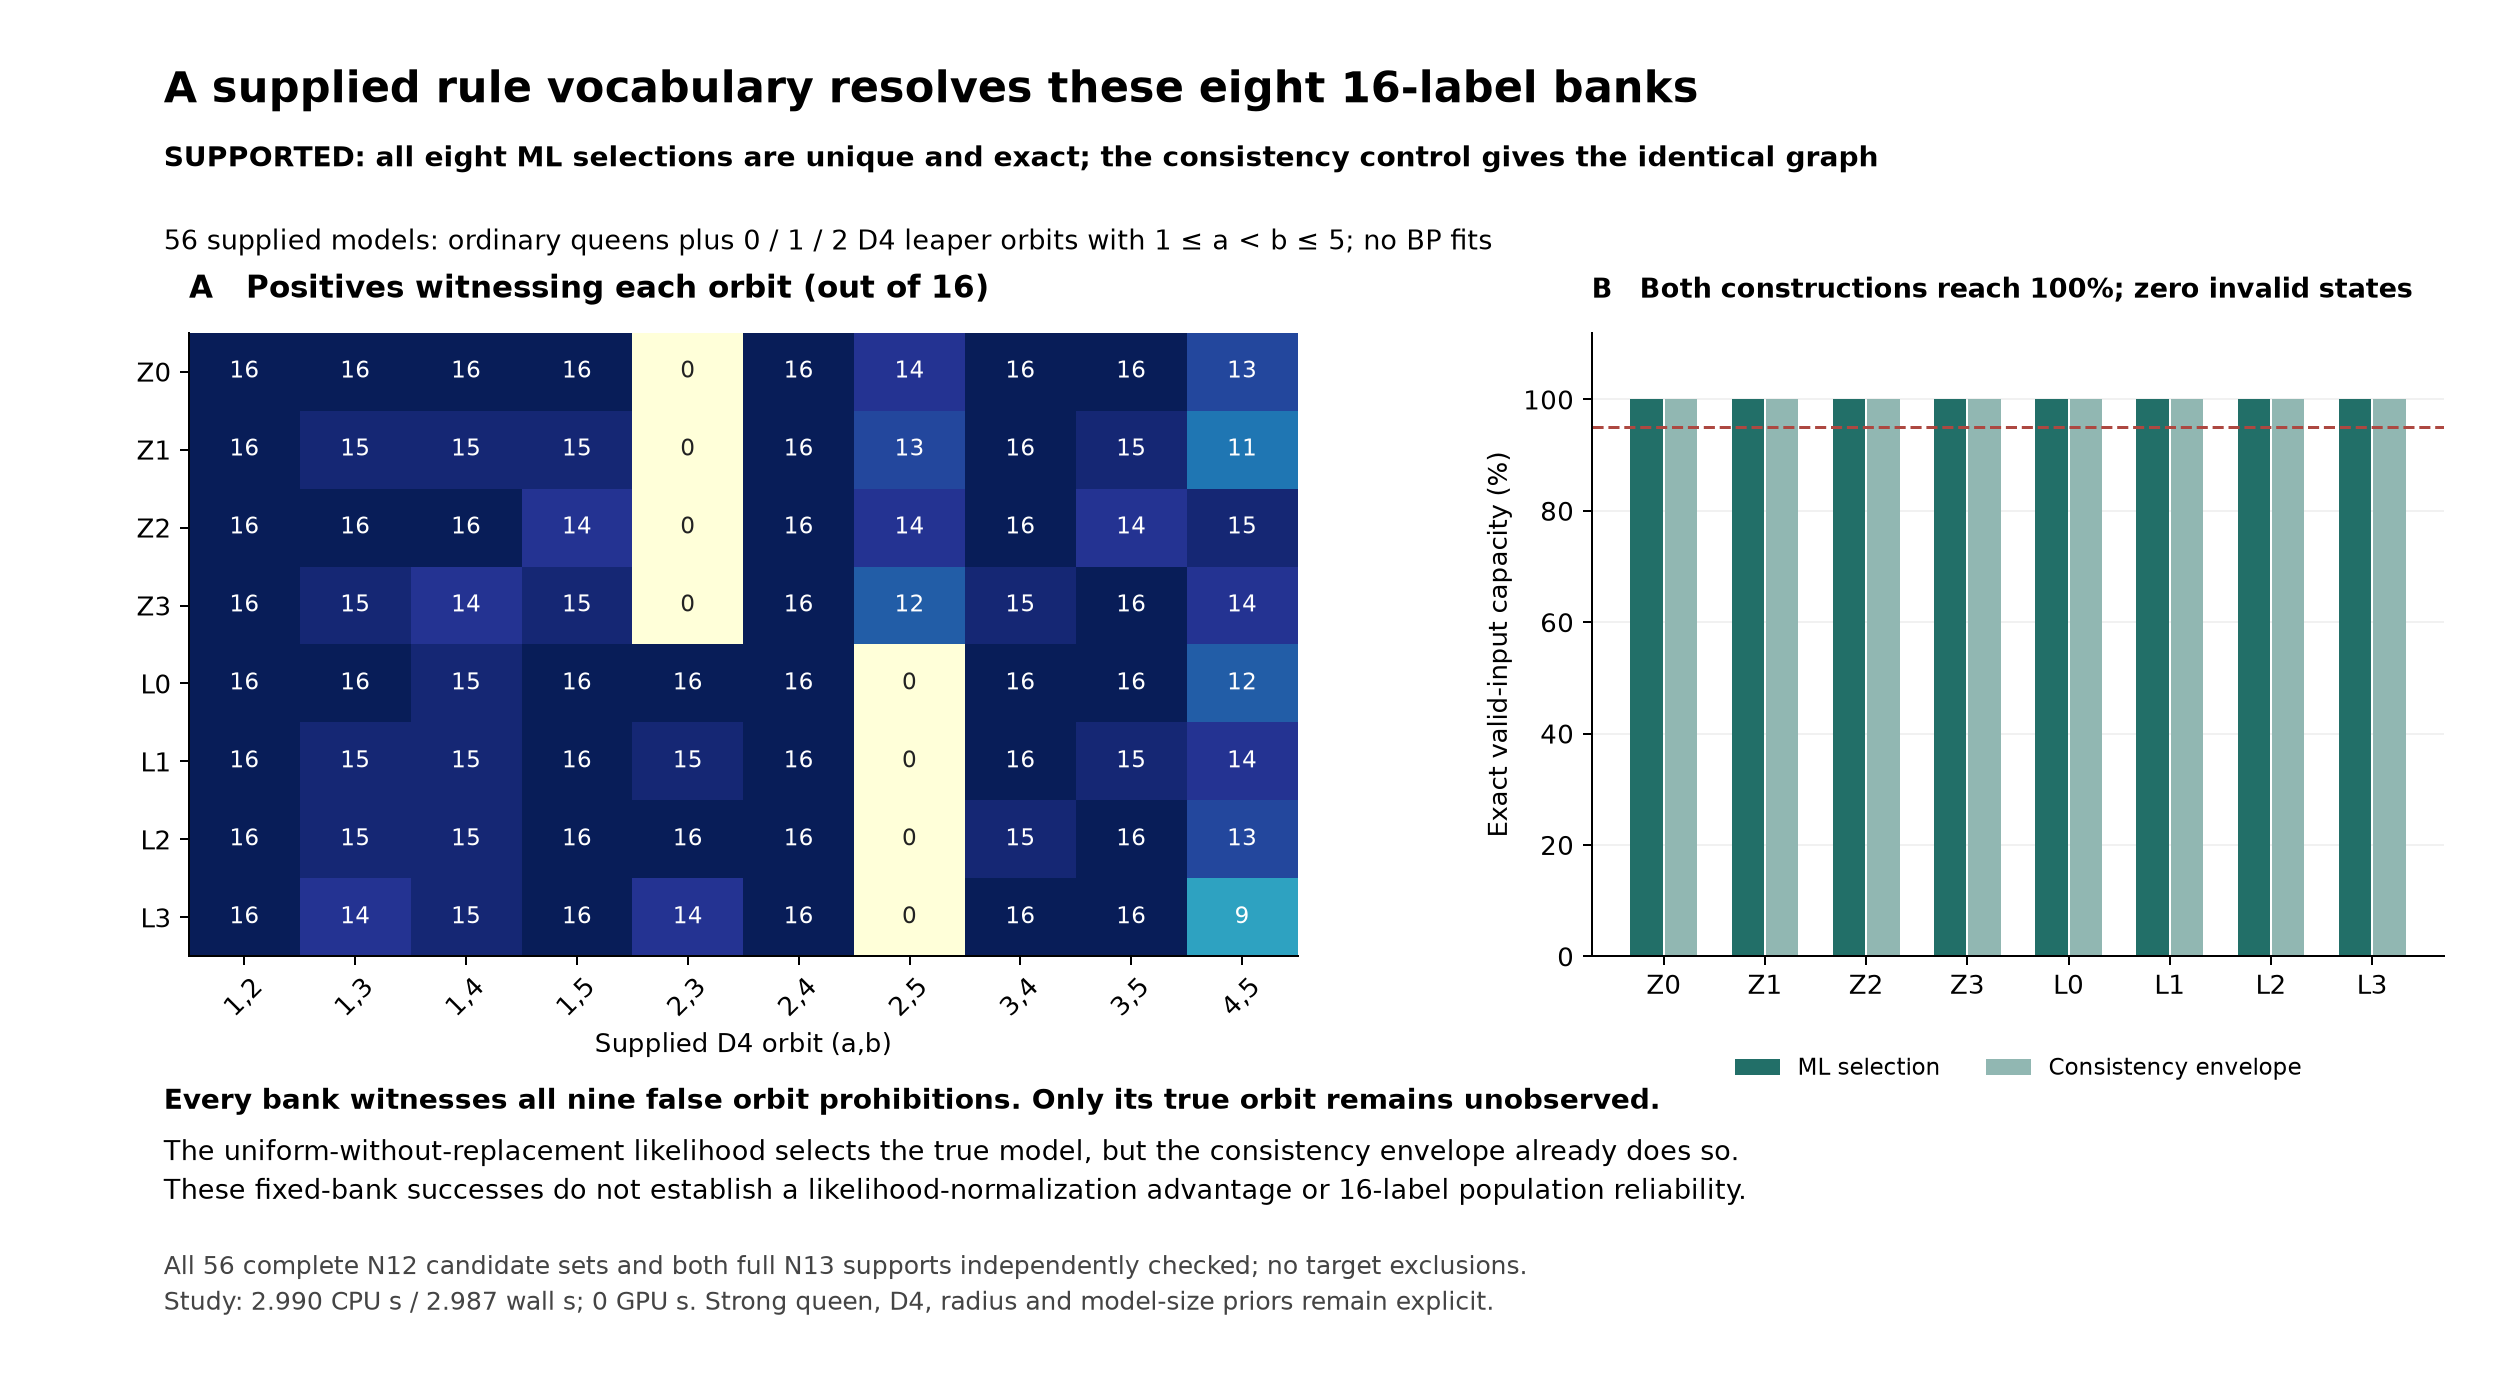 A supplied rule vocabulary resolves these eight 16-label banks
SUPPORTED: all eight ML selections are unique and exact; the consistency control gives the identical graph
56 supplied models: ordinary queens plus 0 / 1 / 2 D4 leaper orbits with 1 ≤ a < b ≤ 5; no BP fits
A Positives witnessing each orbit (out of 16)
Z0 16 16 16 16 0 16 14 16 16 13
Z1 16 15 15 15 0 16 13 16 15 11
Z2 16 16 16 14 0 16 14 16 14 15
Z3 16 15 14 15 0 16 12 15 16 14
L0 16 16 15 16 16 16 0 16 16 12
L1 16 15 15 16 15 16 0 16 15 14
L2 16 15 15 16 16 16 0 15 16 13
L3 16 14 15 16 14 16 0 16 16 9
1,2 1,3 1,4 1,5 2,3 2,4 2,5 3,4 3,5 4,5
Supplied D4 orbit (a,b)
B Both constructions reach 100%; zero invalid states
Exact valid-input capacity (%)
100
80
60
40
20
0
Z0 Z1 Z2 Z3 L0 L1 L2 L3
ML selection Consistency envelope
Every bank witnesses all nine false orbit prohibitions. Only its true orbit remains unobserved.
The uniform-without-replacement likelihood selects the true model, but the consistency envelope already does so.
These fixed-bank successes do not establish a likelihood-normalization advantage or 16-label population reliability.
All 56 complete N12 candidate sets and both full N13 supports independently checked; no target exclusions.
Study: 2.990 CPU s / 2.987 wall s; 0 GPU s. Strong queen, D4, radius and model-size priors remain explicit.